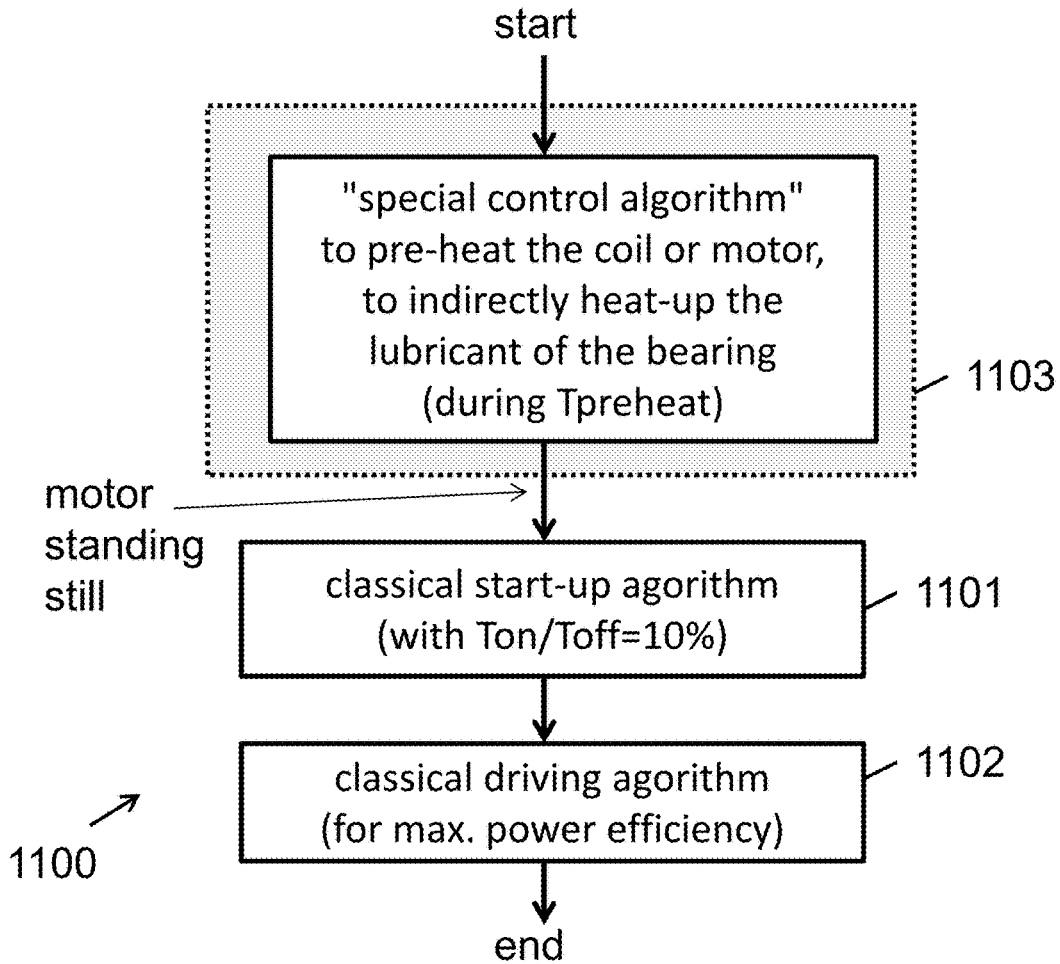 start
"special control algorithm"
to pre-heat the coil or motor,
to indirectly heat-up the
lubricant of the bearing
(during Tpreheat)
1103
motor
standing
still
classical start-up agorithm
(with Ton/Toff=10%)
1101
classical driving agorithm
(for max. power efficiency)
1102
1100
end